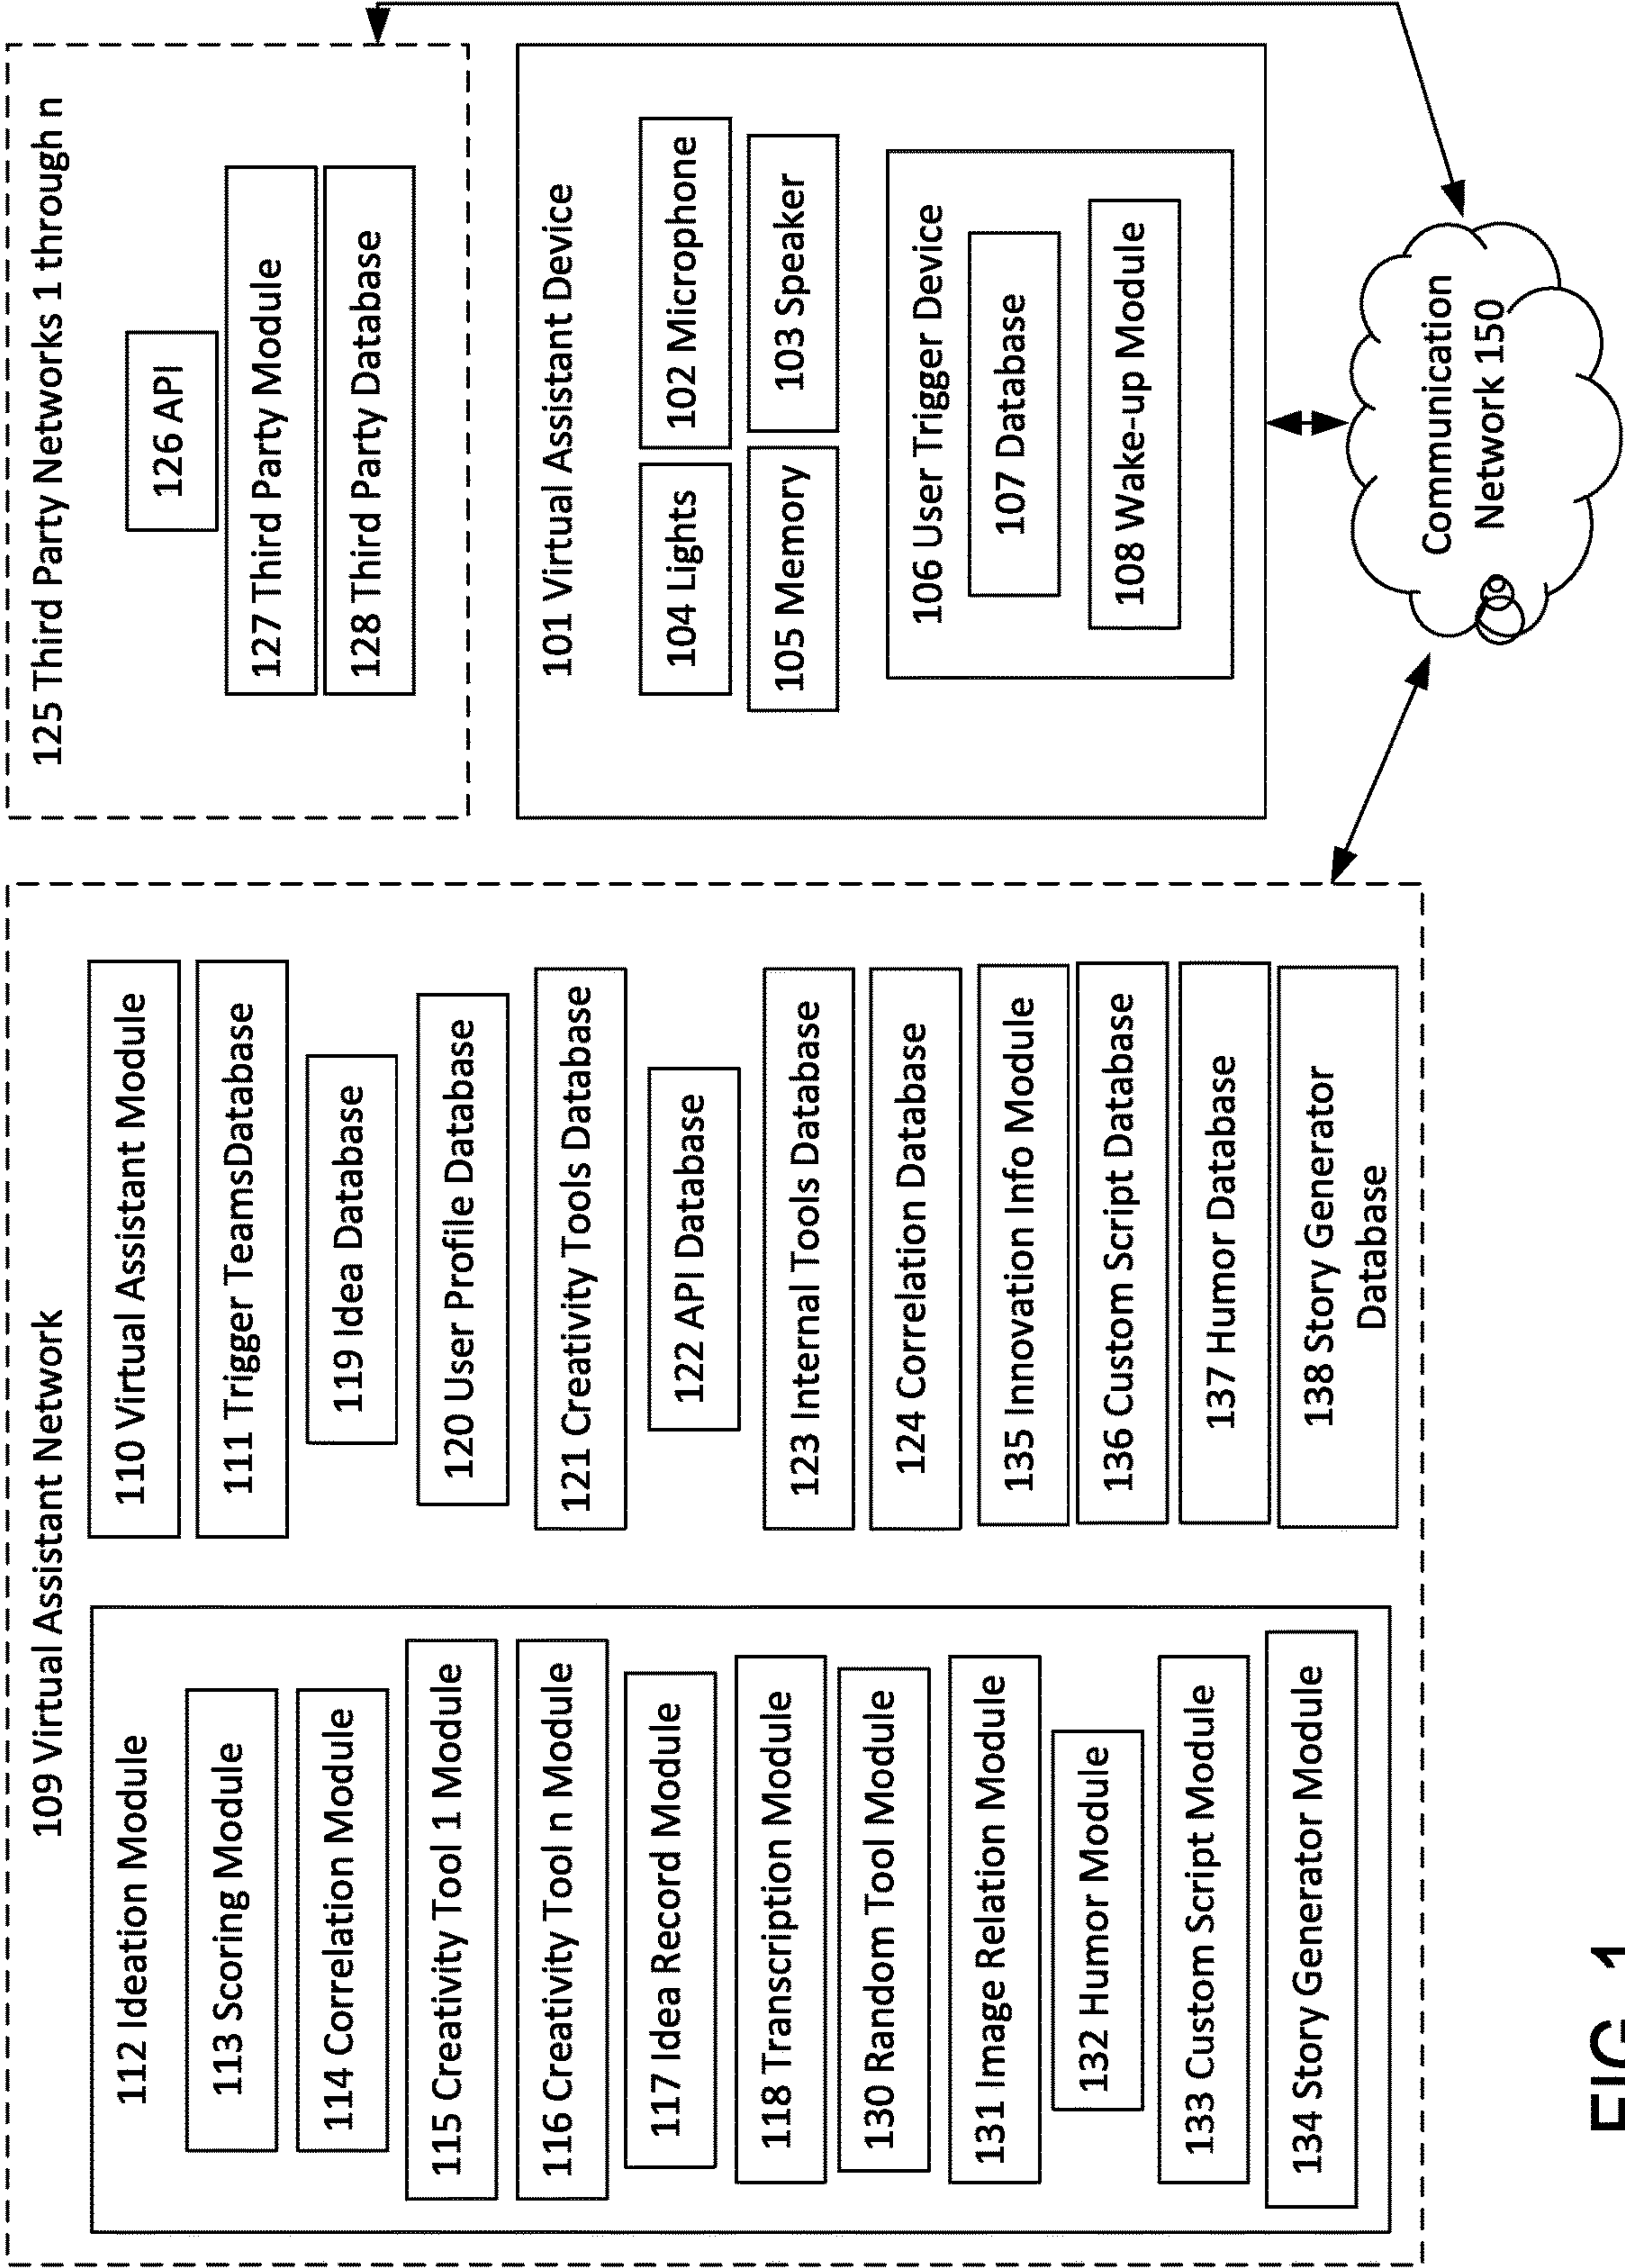 109 Virtual Assistant Network
112 Ideation Module
113 Scoring Module
114 Correlation Module
115 Creativity Tool 1 Module
116 Creativity Tool n Module
117 Idea Record Module
118 Transcription Module
130 Random Tool Module
131 Image Relation Module
132 Humor Module
133 Custom Script Module
134 Story Generator Module
110 Virtual Assistant Module
111 Trigger TeamsDatabase
119 Idea Database
120 User Profile Database
121 Creativity Tools Database
122 API Database
123 Internal Tools Database
124 Correlation Database
135 Innovation Info Module
136 Custom Script Database
137 Humor Database
138 Story Generator
Database
125 Third Party Networks 1 through n
126 API
127 Third Party Module
128 Third Party Database
101 Virtual Assistant Device
104 Lights
102 Microphone
105 Memory
103 Speaker
106 User Trigger Device
107 Database
108 Wake-up Module
Communication
Network 150
FIG. 1